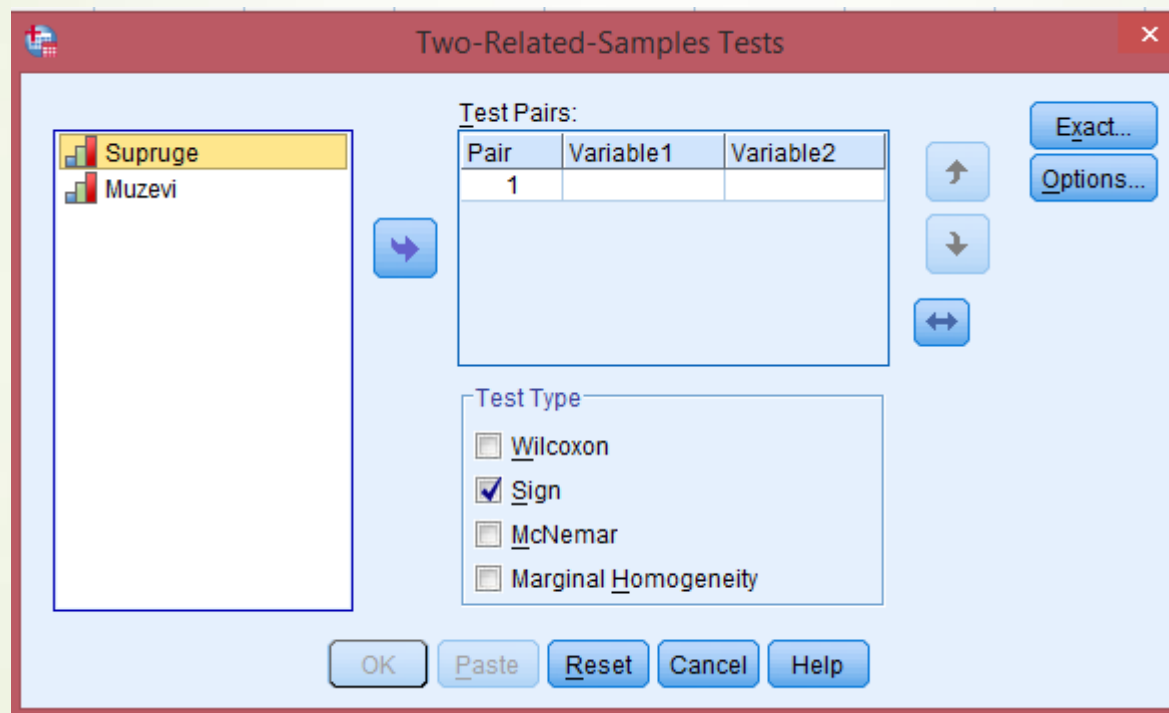 Two-Related-Samples Tests
Supruge
Muzevi
Test Pairs:
Pair Variable1 Variable2
1
Exact...
Options...
Test Type
Wilcoxon
Sign
McNemar
Marginal Homogeneity
OK Paste Reset Cancel Help